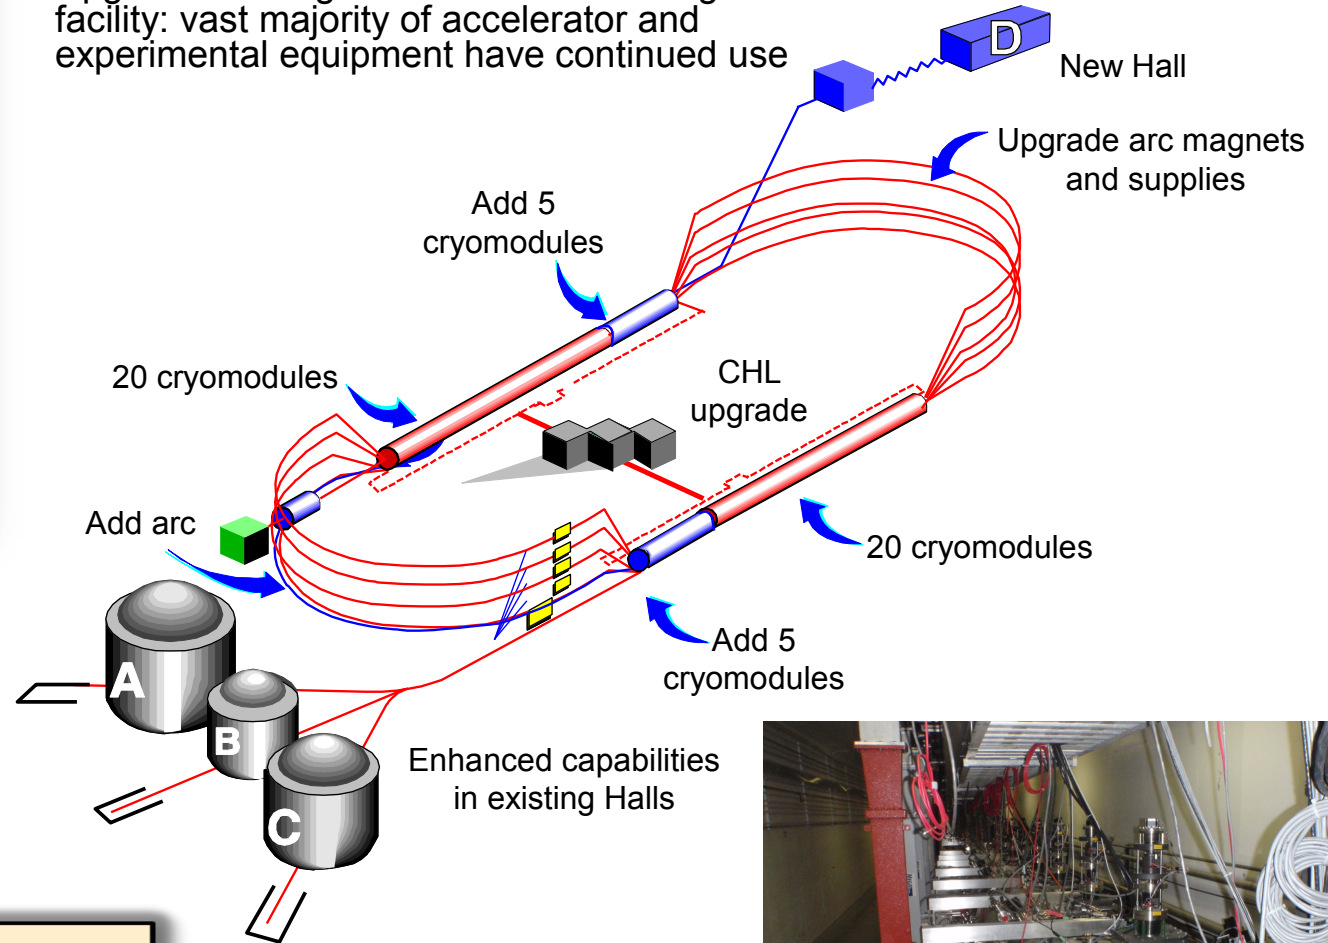 facility: vast majority of accelerator and
experimental equipment have continued use
D
New Hall
Upgrade arc magnets
and supplies
Add 5
cryomodules
20 cryomodules
CHL
upgrade
Add arc
20 cryomodules
Add 5
cryomodules
A
B
C
Enhanced capabilities
in existing Halls